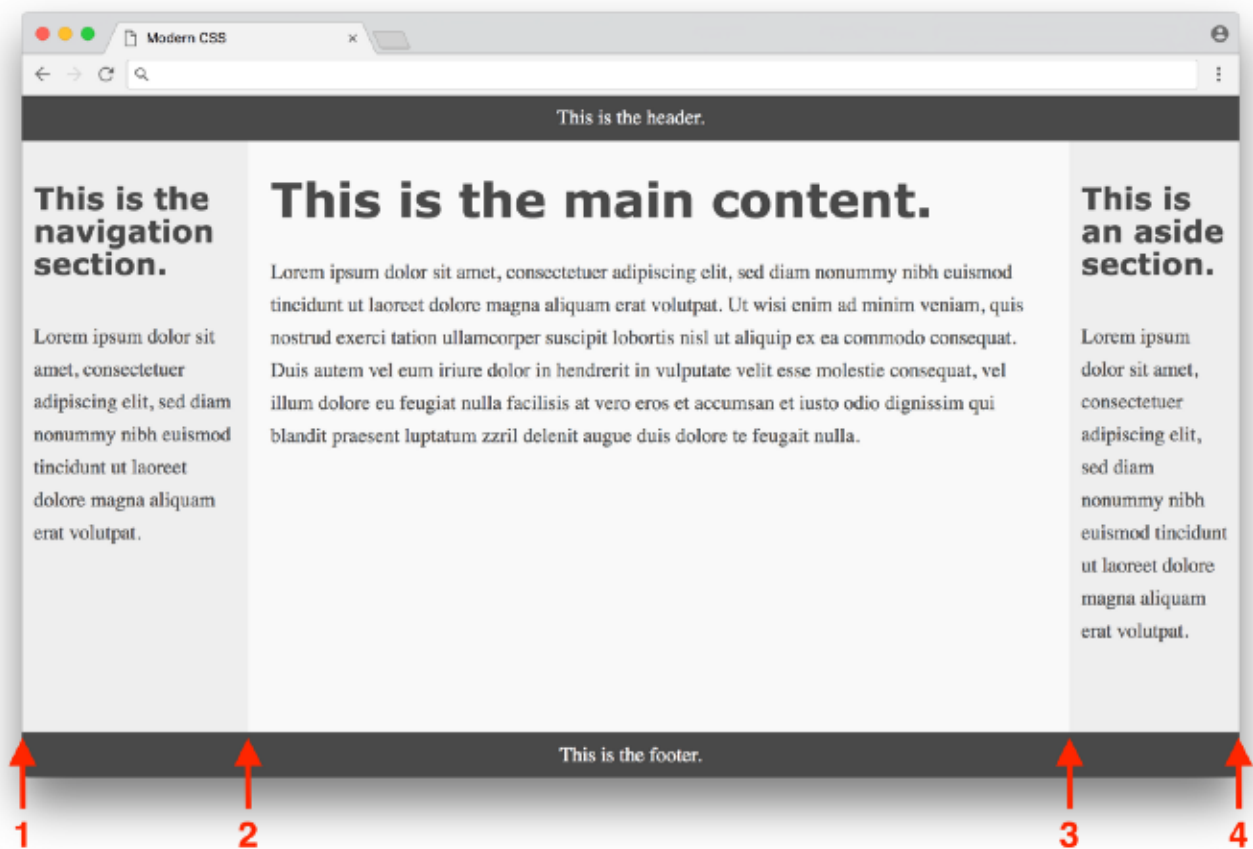 Modern CSS
This is the header.
This is the
navigation
section.
Lorem ipsum dolor sit
amet, consectetuer
adipiscing elit, sed diam
nonummy nibh euismod
tincidunt ut laoreet
dolore magna aliquam
erat volutpat.
This is the main content.
Lorem ipsum dolor sit amet, consectetuer adipiscing elit, sed diam nonummy nibh euismod
tincidunt ut laoreet dolore magna aliquam erat volutpat. Ut wisi enim ad minim veniam, quis
nostrud exerci tation ullamcorper suscipit lobortis nisl ut aliquip ex ea commodo consequat.
Duis autem vel eum iriure dolor in hendrerit in vulputate velit esse molestie consequat, vel
illum dolore eu feugiat nulla facilisis at vero eros et accumsan et iusto odio dignissim qui
blandit praesent luptatum zzril delenit augue duis dolore te feugait nulla.
This is
an aside
section.
Lorem ipsum
dolor sit amet,
consectetuer
adipiscing elit,
sed diam
nonummy nibh
euismod tincidunt
ut laoreet dolore
magna aliquam
erat volutpat.
This is the footer.
1 2 3 4